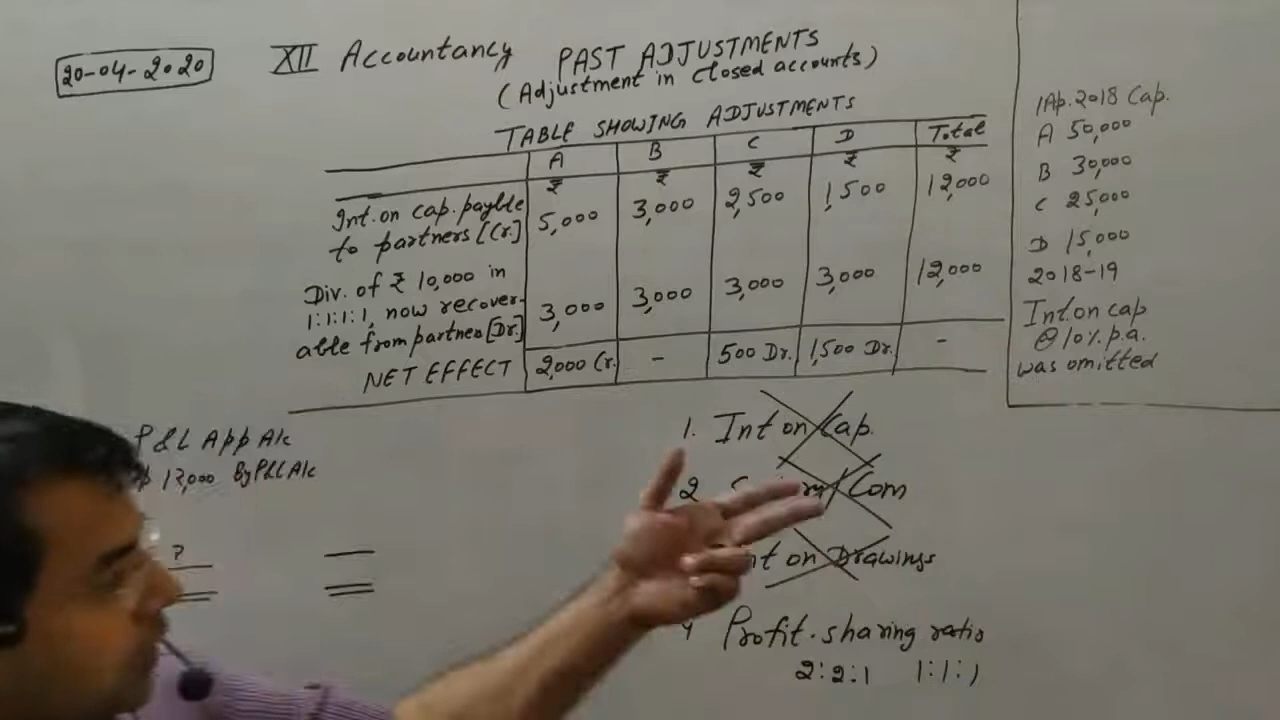 20-04-2020
XII Accountancy PAST ADJUSTMENTS
(Adjustment in closed accounts)
TABLE SHOWING ADJUSTMENTS
A B C D Total
₹ ₹ ₹ ₹ ₹
Int. on cap. payble
to partners [Cr.] 5,000 3,000 2,500 1,500 12,000
Div. of ₹ 10,000 in
1:1:1:1, now recover-
able from partners [Dr.] 3,000 3,000 3,000 3,000 12,000
NET EFFECT 2,000 Cr. - 500 Dr. 1,500 Dr. -
1 Ap. 2018 Cap.
A 50,000
B 30,000
C 25,000
D 15,000
2018-19
Int. on cap
@ 10% p.a.
was omitted
P&L App A/c
12,000 By P&L A/c
?
1. Int on Cap.
2 / Com
Int on Drawings
4 Profit-sharing ratio
2:2:1 1:1:1